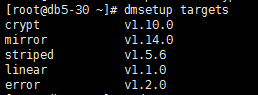 [root@db5-30 ~]# dmsetup targets
crypt v1.10.0
mirror v1.14.0
striped v1.5.6
linear v1.1.0
error v1.2.0